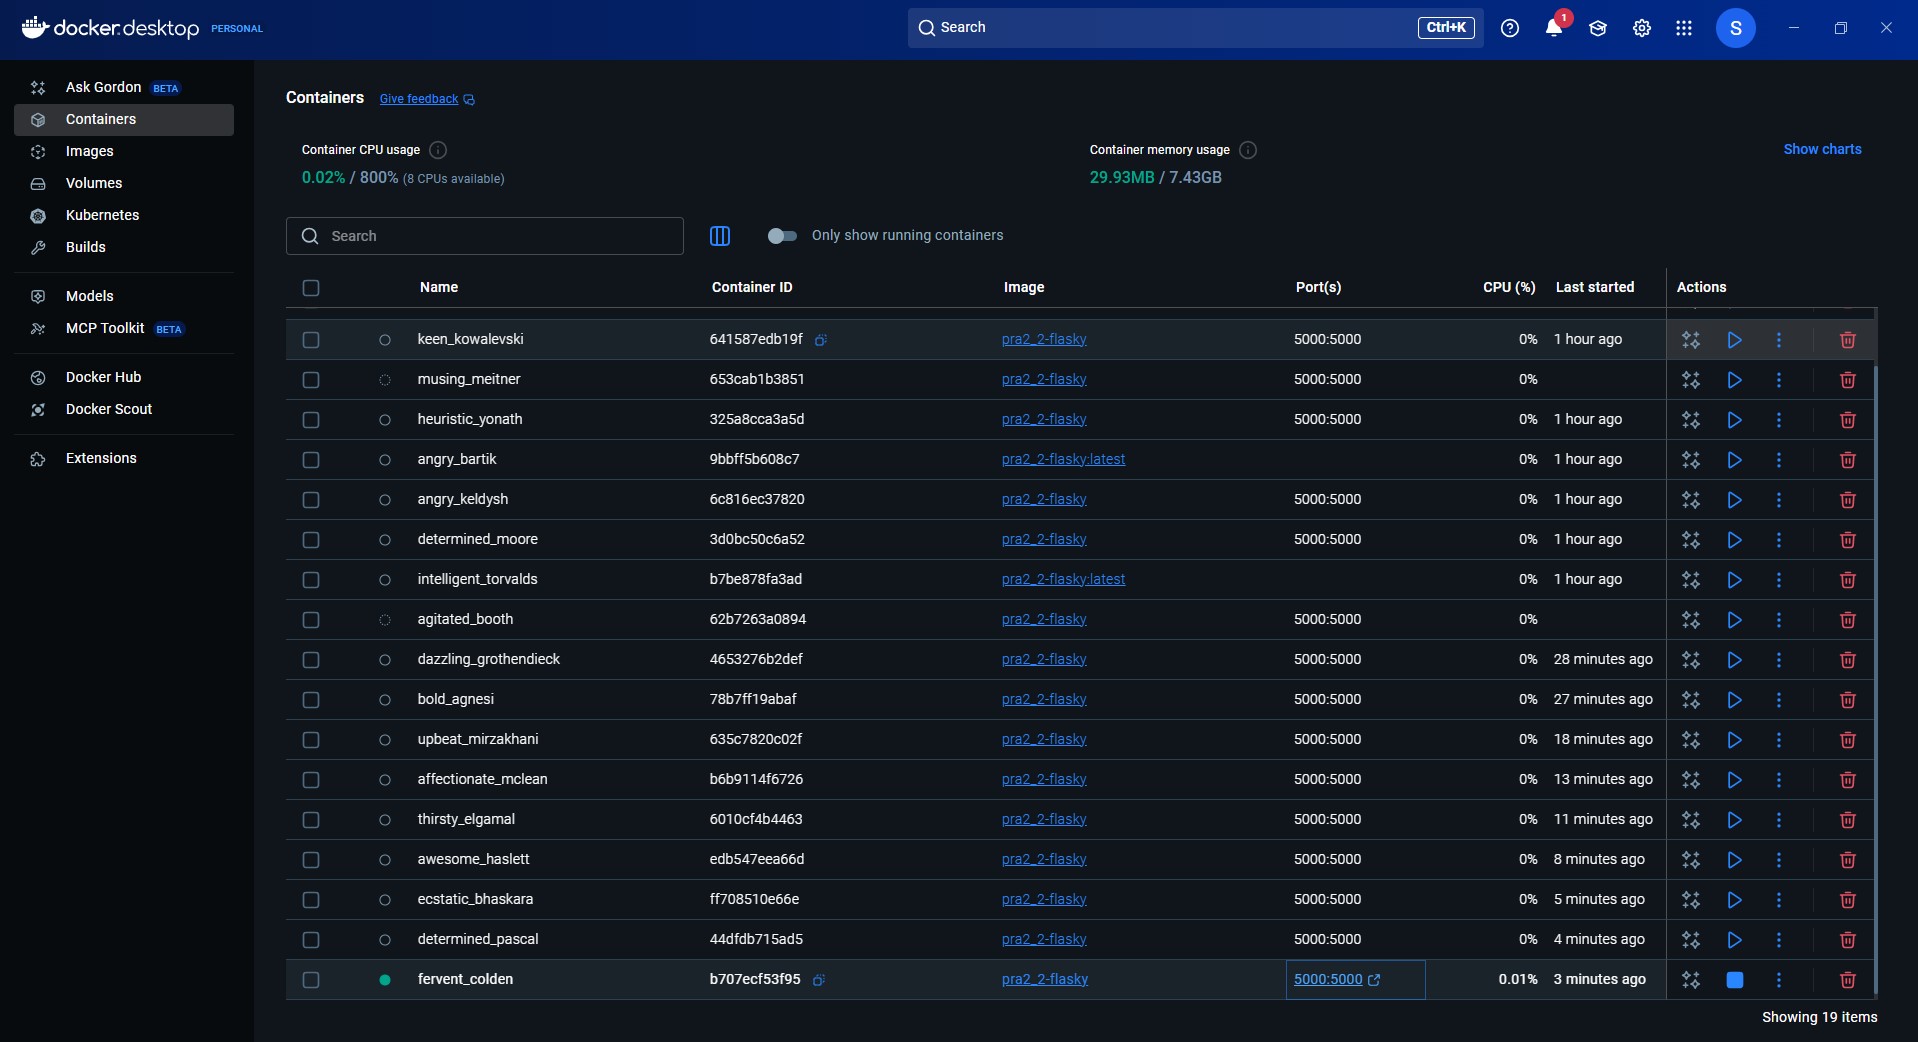 docker.desktop PERSONAL Search Ctrl+K 1 S
Ask Gordon BETA
Containers
Images
Volumes
Kubernetes
Builds
Models
MCP Toolkit BETA
Docker Hub
Docker Scout
Extensions
Containers Give feedback
Container CPU usage
0.02% / 800% (8 CPUs available)
Container memory usage
29.93MB / 7.43GB
Show charts
Search Only show running containers
Name Container ID Image Port(s) CPU (%) Last started Actions
keen_kowalevski 641587edb19f pra2_2-flasky 5000:5000 0% 1 hour ago
musing_meitner 653cab1b3851 pra2_2-flasky 5000:5000 0%
heuristic_yonath 325a8cca3a5d pra2_2-flasky 5000:5000 0% 1 hour ago
angry_bartik 9bbff5b608c7 pra2_2-flasky:latest 0% 1 hour ago
angry_keldysh 6c816ec37820 pra2_2-flasky 5000:5000 0% 1 hour ago
determined_moore 3d0bc50c6a52 pra2_2-flasky 5000:5000 0% 1 hour ago
intelligent_torvalds b7be878fa3ad pra2_2-flasky:latest 0% 1 hour ago
agitated_booth 62b7263a0894 pra2_2-flasky 5000:5000 0%
dazzling_grothendieck 4653276b2def pra2_2-flasky 5000:5000 0% 28 minutes ago
bold_agnesi 78b7ff19abaf pra2_2-flasky 5000:5000 0% 27 minutes ago
upbeat_mirzakhani 635c7820c02f pra2_2-flasky 5000:5000 0% 18 minutes ago
affectionate_mclean b6b9114f6726 pra2_2-flasky 5000:5000 0% 13 minutes ago
thirsty_elgamal 6010cf4b4463 pra2_2-flasky 5000:5000 0% 11 minutes ago
awesome_haslett edb547eea66d pra2_2-flasky 5000:5000 0% 8 minutes ago
ecstatic_bhaskara ff708510e66e pra2_2-flasky 5000:5000 0% 5 minutes ago
determined_pascal 44dfdb715ad5 pra2_2-flasky 5000:5000 0% 4 minutes ago
fervent_colden b707ecf53f95 pra2_2-flasky 5000:5000 0.01% 3 minutes ago
Showing 19 items